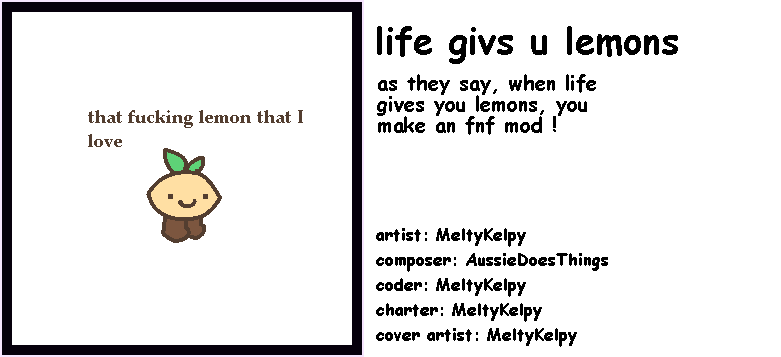 that fucking lemon that I
love
life givs u lemons
as they say, when life
gives you lemons, you
make an fnf mod !
artist: MeltyKelpy
composer: AussieDoesThings
coder: MeltyKelpy
charter: MeltyKelpy
cover artist: MeltyKelpy